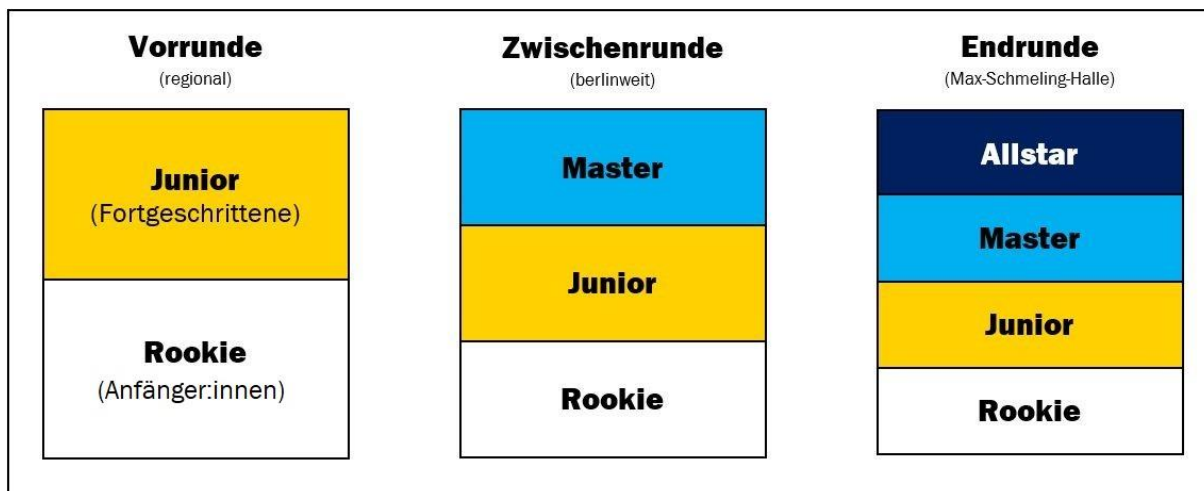 Vorrunde
(regional)
Junior
(Fortgeschrittene)
Rookie
(Anfänger:innen)
Zwischenrunde
(berlinweit)
Master
Junior
Rookie
Endrunde
(Max-Schmeling-Halle)
Allstar
Master
Junior
Rookie